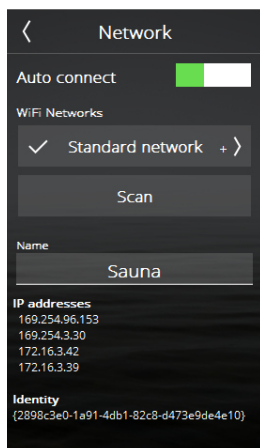 Network
Auto connect
WiFi Networks
Standard network +
Scan
Name
Sauna
IP addresses
169.254.96.153
169.254.3.30
172.16.3.42
172.16.3.39
Identity
{2898c3e0-1a91-4db1-82c8-d473e9de4e10}